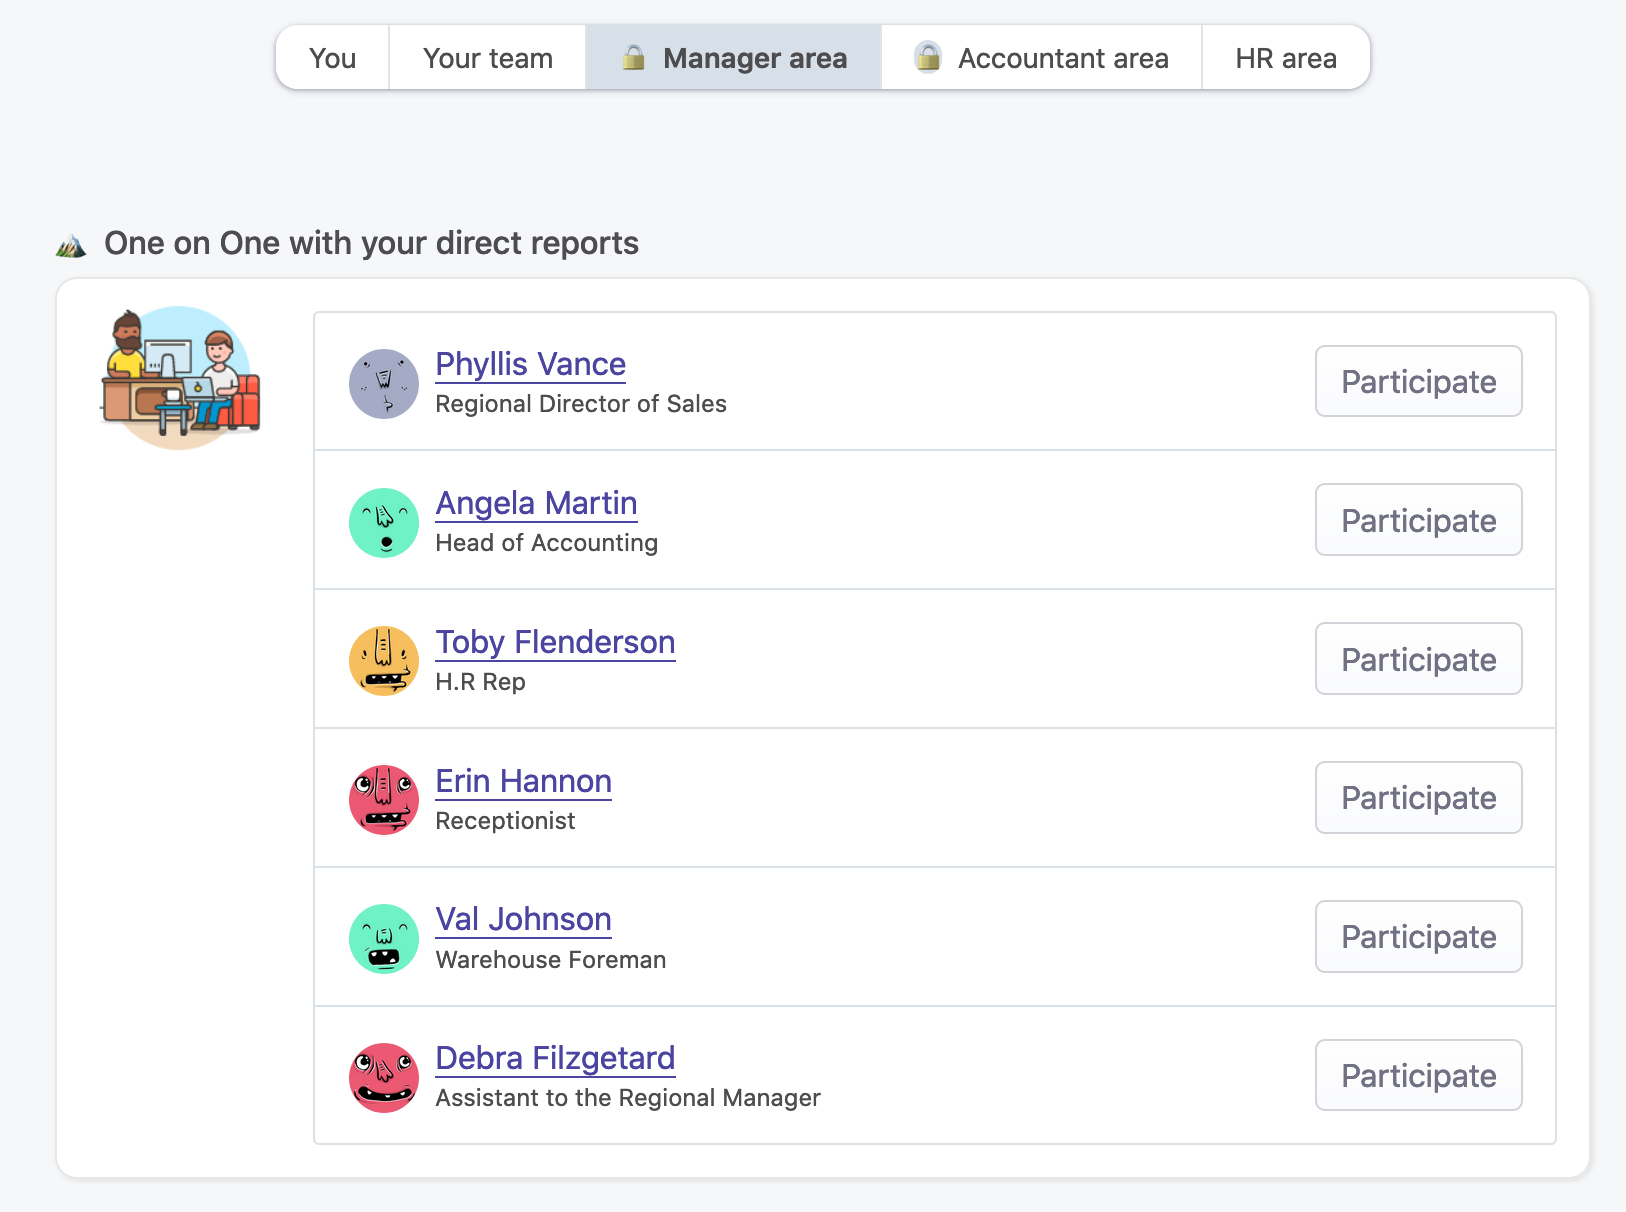 You
Your team
Manager area
Accountant area
HR area
One on One with your direct reports
Phyllis Vance
Regional Director of Sales
Participate
Angela Martin
Head of Accounting
Participate
Toby Flenderson
H.R Rep
Participate
Erin Hannon
Receptionist
Participate
Val Johnson
Warehouse Foreman
Participate
Debra Filzgetard
Assistant to the Regional Manager
Participate